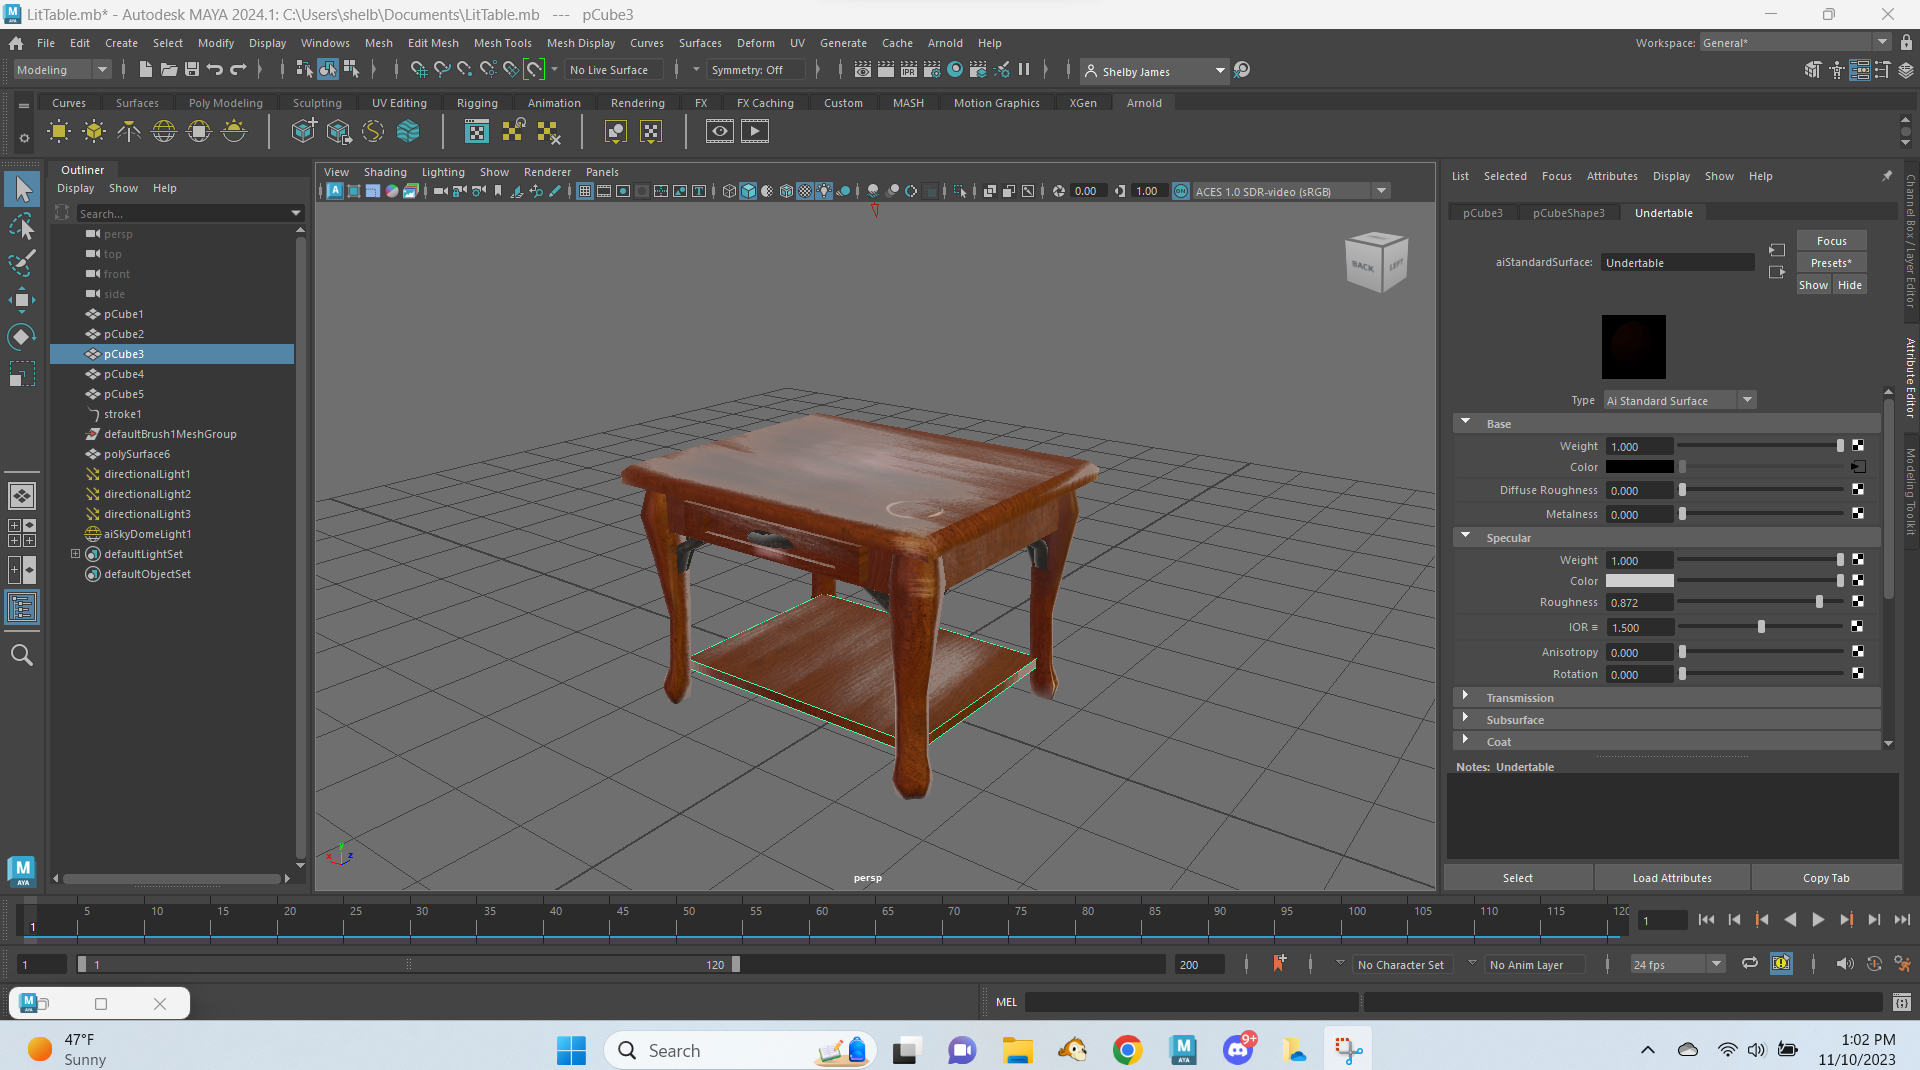 LitTable.mb* - Autodesk MAYA 2024.1: C:\Users\shelb\Documents\LitTable.mb --- pCube3
File Edit Create Select Modify Display Windows Mesh Edit Mesh Mesh Tools Mesh Display Curves Surfaces Deform UV Generate Cache Arnold Help Workspace: General*
Modeling No Live Surface Symmetry: Off Shelby James
Curves Surfaces Poly Modeling Sculpting UV Editing Rigging Animation Rendering FX FX Caching Custom MASH Motion Graphics XGen Arnold
Outliner
Display Show Help
Search...
persp
top
front
side
pCube1
pCube2
pCube3
pCube4
pCube5
stroke1
defaultBrush1MeshGroup
polySurface6
directionalLight1
directionalLight2
directionalLight3
aiSkyDomeLight1
defaultLightSet
defaultObjectSet
View Shading Lighting Show Renderer Panels
0.00 1.00 ACES 1.0 SDR-video (sRGB)
BACK LEFT
persp
List Selected Focus Attributes Display Show Help
pCube3 pCubeShape3 Undertable
aiStandardSurface: Undertable
Focus
Presets*
Show Hide
Type Ai Standard Surface
Base
Weight 1.000
Color
Diffuse Roughness 0.000
Metalness 0.000
Specular
Weight 1.000
Color
Roughness 0.872
IOR 1.500
Anisotropy 0.000
Rotation 0.000
Transmission
Subsurface
Coat
Notes: Undertable
Select Load Attributes Copy Tab
Channel Box / Layer Editor
Attribute Editor
Modeling Toolkit
5 10 15 20 25 30 35 40 45 50 55 60 65 70 75 80 85 90 95 100 105 110 115 120
1 1
1 1 120 200 No Character Set No Anim Layer 24 fps
MEL
47°F
Sunny
Search
9+
1:02 PM
11/10/2023